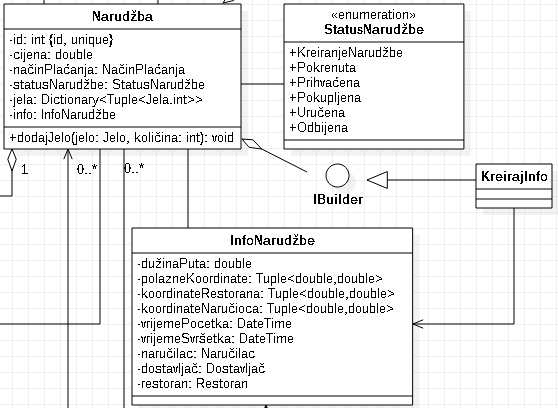 Narudžba
-id: int {id, unique}
-cijena: double
-načinPlaćanja: NačinPlaćanja
-statusNarudžbe: StatusNarudžbe
-jela: Dictionary<Tuple<Jela.int>>
-info: InfoNarudžbe
+dodajJelo(jelo: Jelo, količina: int): void
«enumeration»
StatusNarudžbe
+KreiranjeNarudžbe
+Pokrenuta
+Prihvaćena
+Pokupljena
+Uručena
+Odbijena
1
0..*
0..*
IBuilder
KreirajInfo
InfoNarudžbe
-dužinaPuta: double
-polazneKoordinate: Tuple<double,double>
-koordinateRestorana: Tuple<double,double>
-koordinateNaručioca: Tuple<double,double>
-vrijemePocetka: DateTime
-vrijemeSvršetka: DateTime
-naručilac: Naručilac
-dostavljač: Dostavljač
-restoran: Restoran